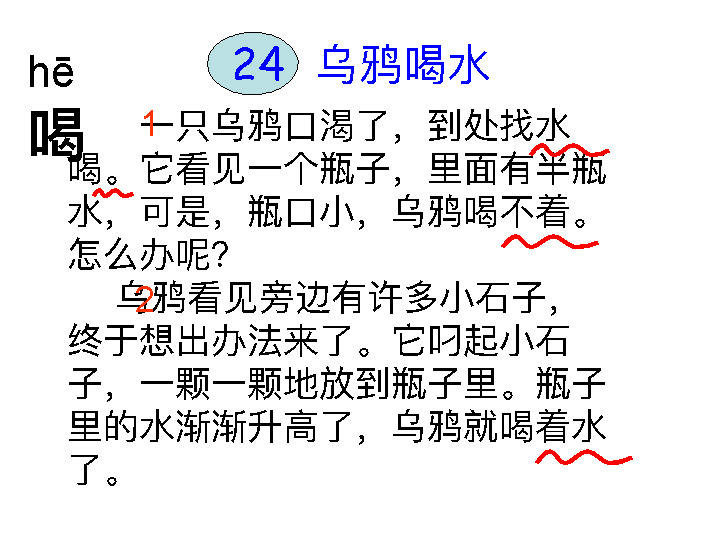 24 乌鸦喝水
hē
喝
1
一只乌鸦口渴了，到处找水
喝。它看见一个瓶子，里面有半瓶
水，可是，瓶口小，乌鸦喝不着。
怎么办呢？
2
乌鸦看见旁边有许多小石子，
终于想出办法来了。它叼起小石
子，一颗一颗地放到瓶子里。瓶子
里的水渐渐升高了，乌鸦就喝着水
了。